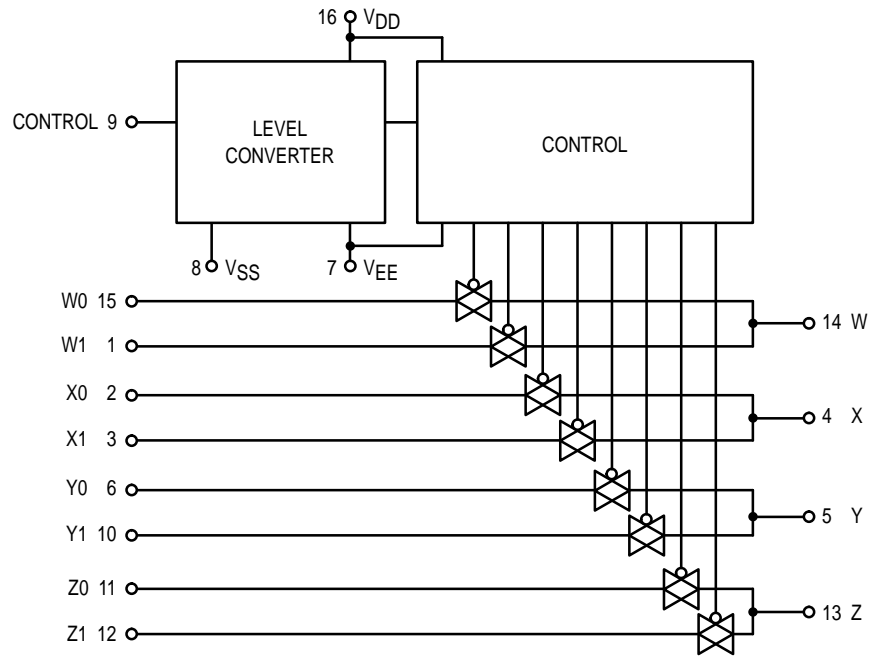 16 VDD
CONTROL 9
LEVEL
CONVERTER
CONTROL
8 VSS
7 VEE
W0 15
14 W
W1 1
X0 2
4 X
X1 3
Y0 6
5 Y
Y1 10
Z0 11
13 Z
Z1 12